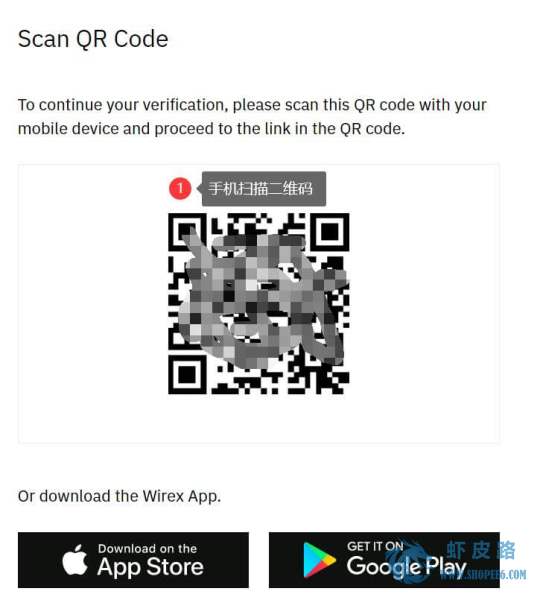 Scan QR Code
To continue your verification, please scan this QR code with your
mobile device and proceed to the link in the QR code.
1 手机扫描二维码
Or download the Wirex App.
Download on the
App Store
GET IT ON
Google Play
虾皮路
WWW.SHOPEE6.COM